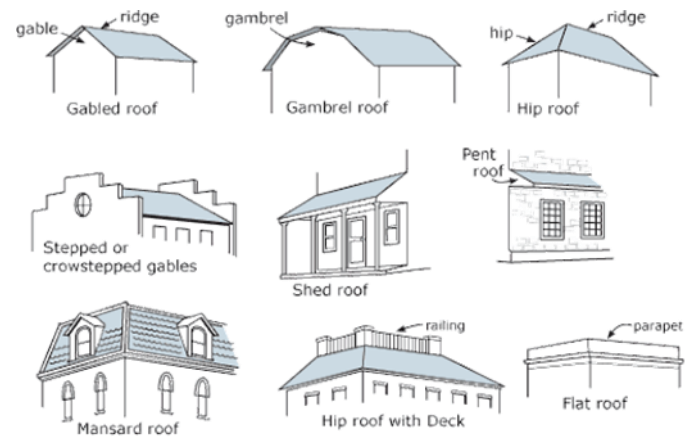 gable
ridge
Gabled roof
gambrel
Gambrel roof
hip
ridge
Hip roof
Stepped or
crowstepped gables
Shed roof
Pent
roof
Mansard roof
railing
Hip roof with Deck
parapet
Flat roof